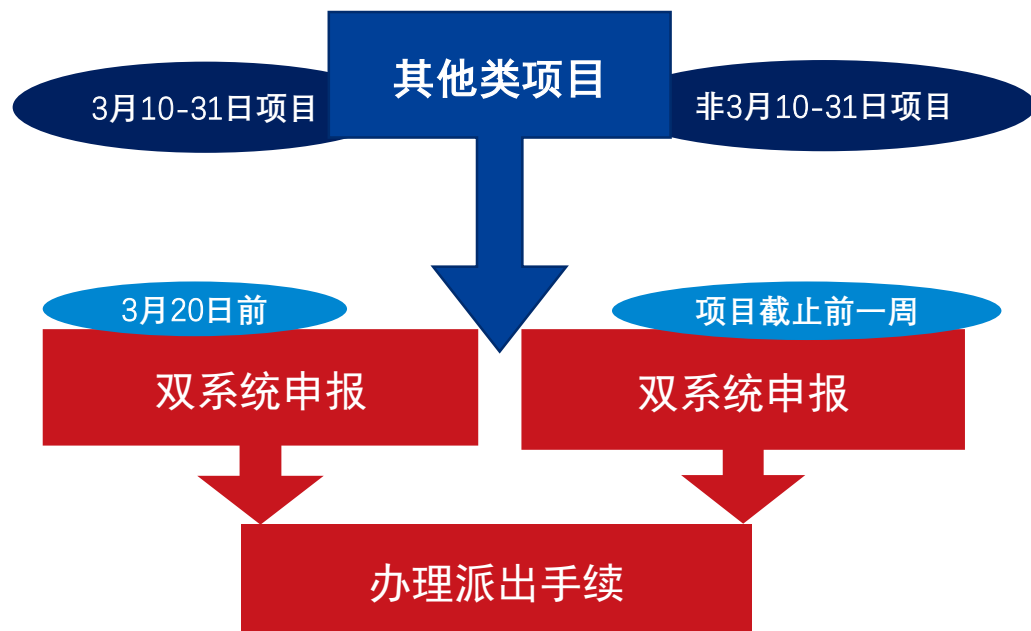 其他类项目
3月10-31日项目
非3月10-31日项目
3月20日前
项目截止前一周
双系统申报
双系统申报
办理派出手续